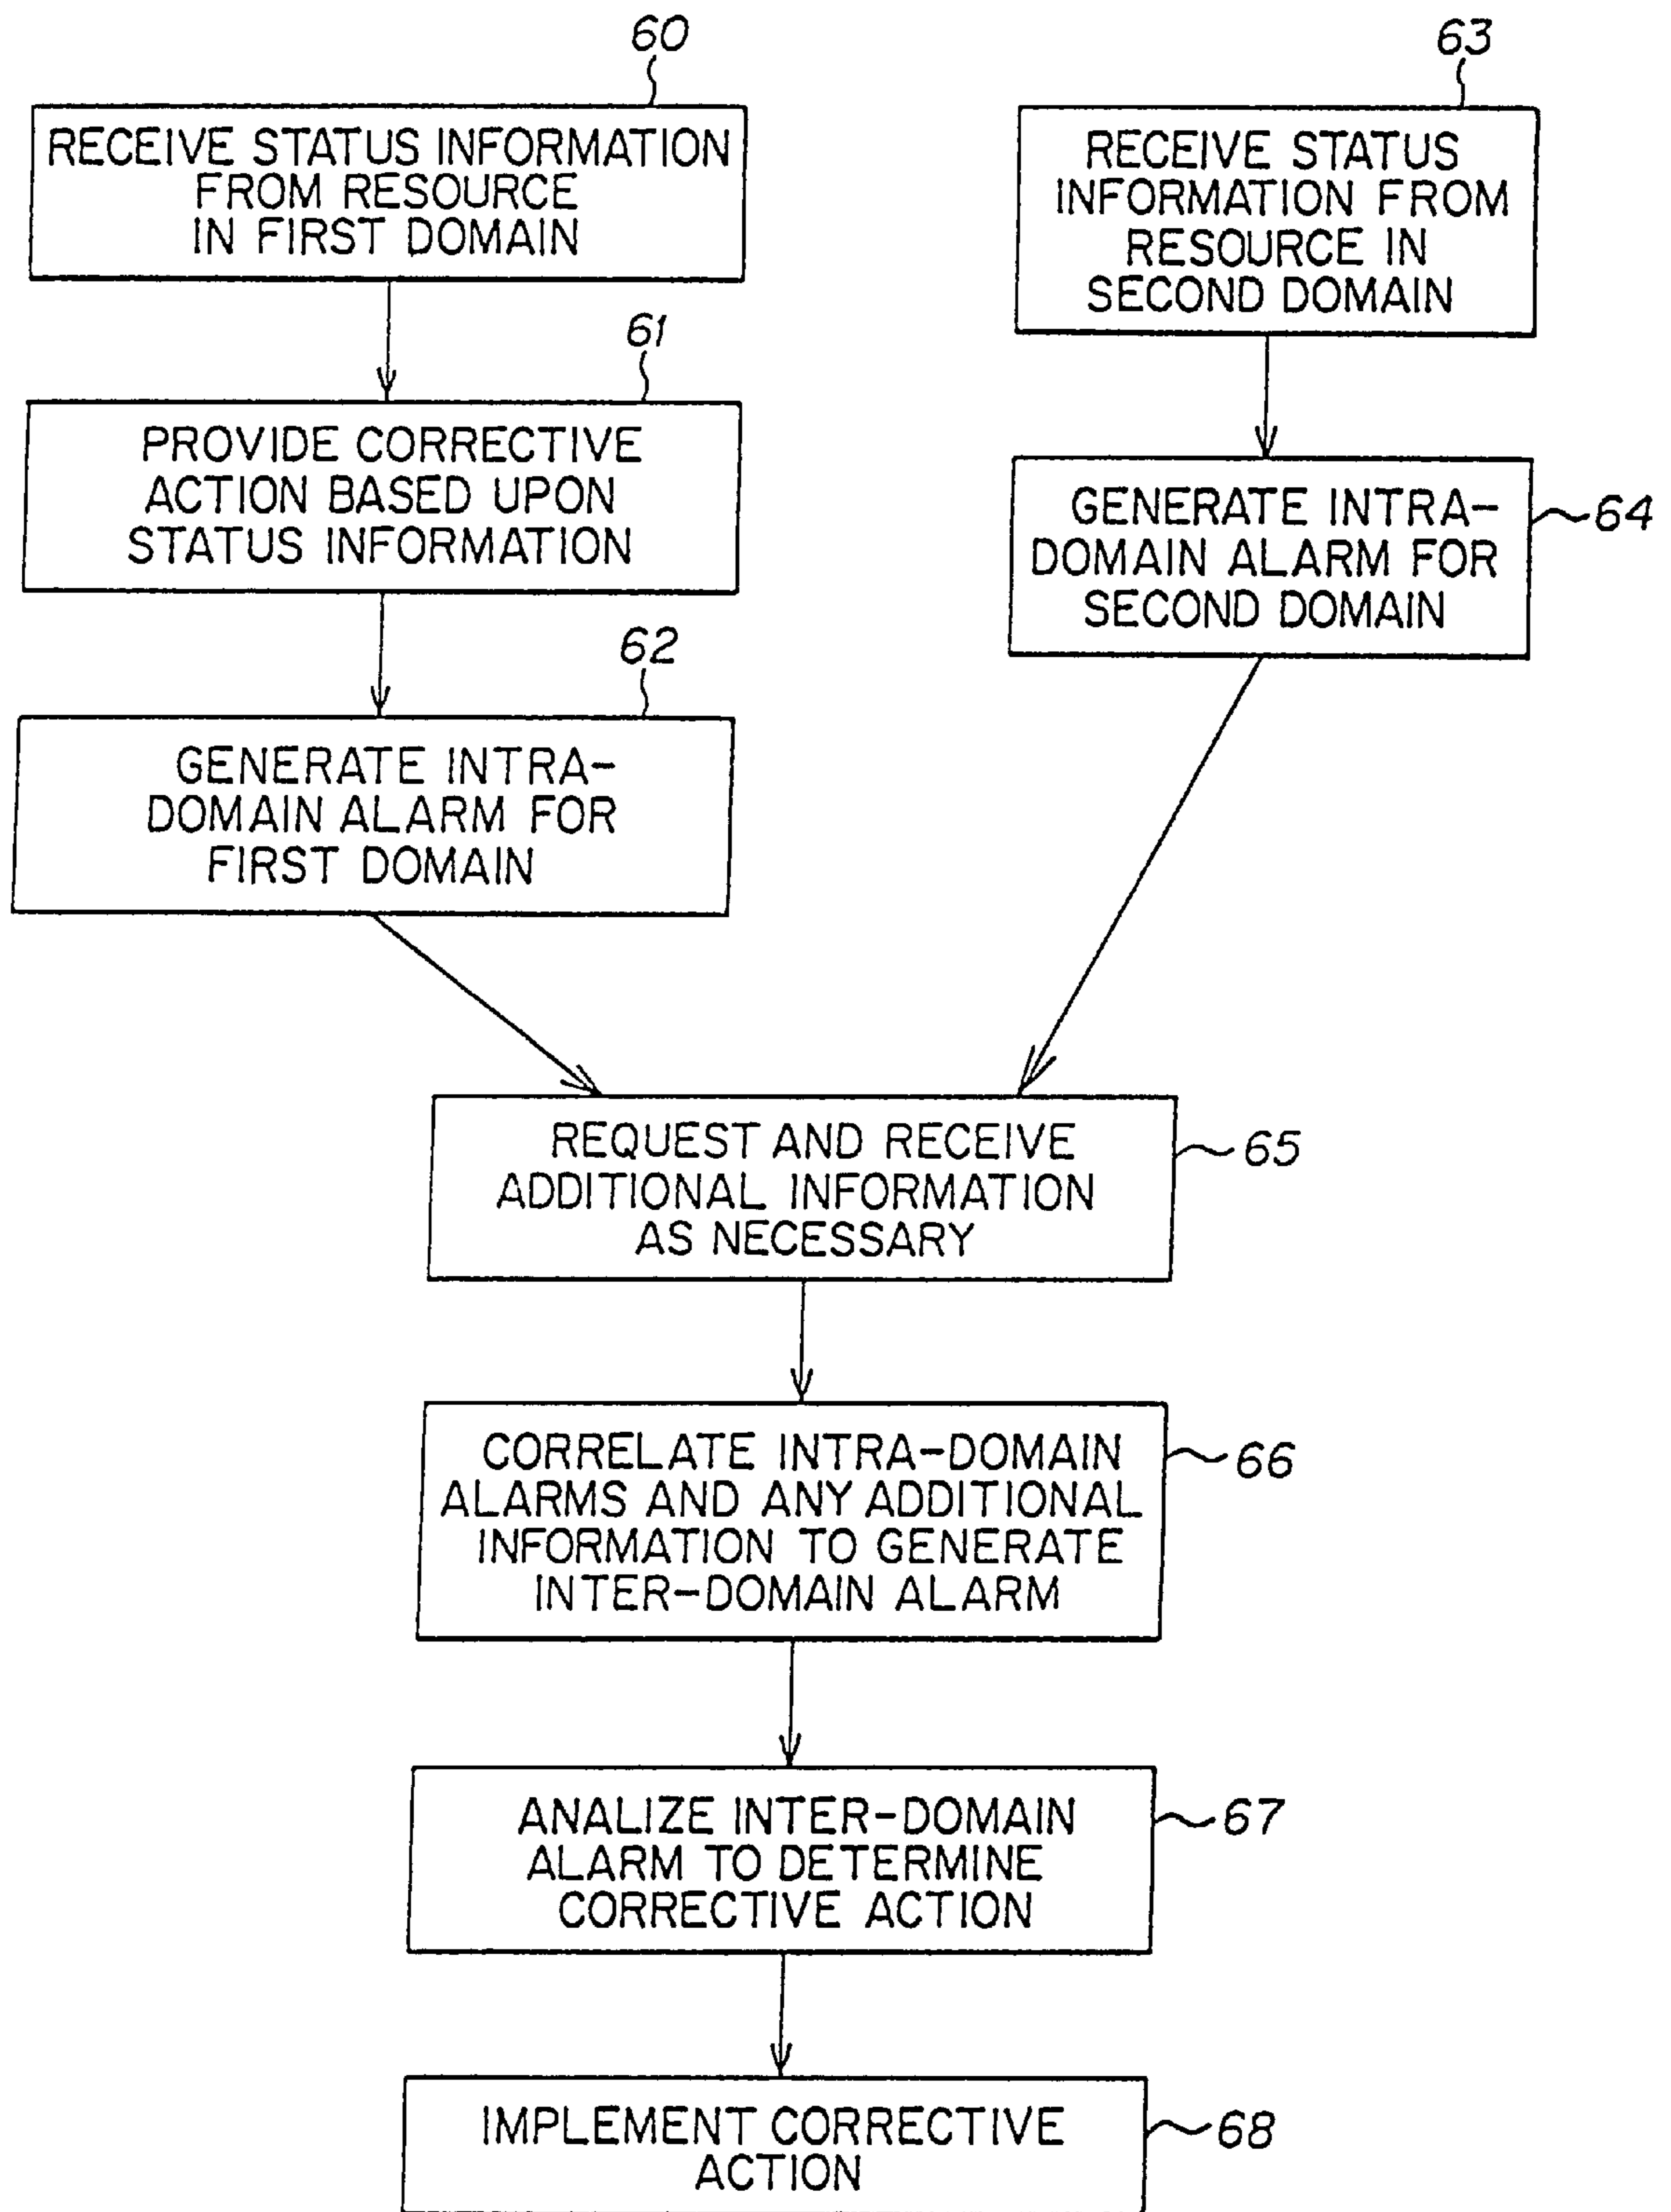 60
RECEIVE STATUS INFORMATION
FROM RESOURCE
IN FIRST DOMAIN
61
PROVIDE CORRECTIVE
ACTION BASED UPON
STATUS INFORMATION
62
GENERATE INTRA-
DOMAIN ALARM FOR
FIRST DOMAIN
63
RECEIVE STATUS
INFORMATION FROM
RESOURCE IN
SECOND DOMAIN
GENERATE INTRA-
DOMAIN ALARM FOR
SECOND DOMAIN
64
REQUEST AND RECEIVE
ADDITIONAL INFORMATION
AS NECESSARY
65
CORRELATE INTRA-DOMAIN
ALARMS AND ANY ADDITIONAL
INFORMATION TO GENERATE
INTER-DOMAIN ALARM
66
ANALIZE INTER-DOMAIN
ALARM TO DETERMINE
CORRECTIVE ACTION
67
IMPLEMENT CORRECTIVE
ACTION
68